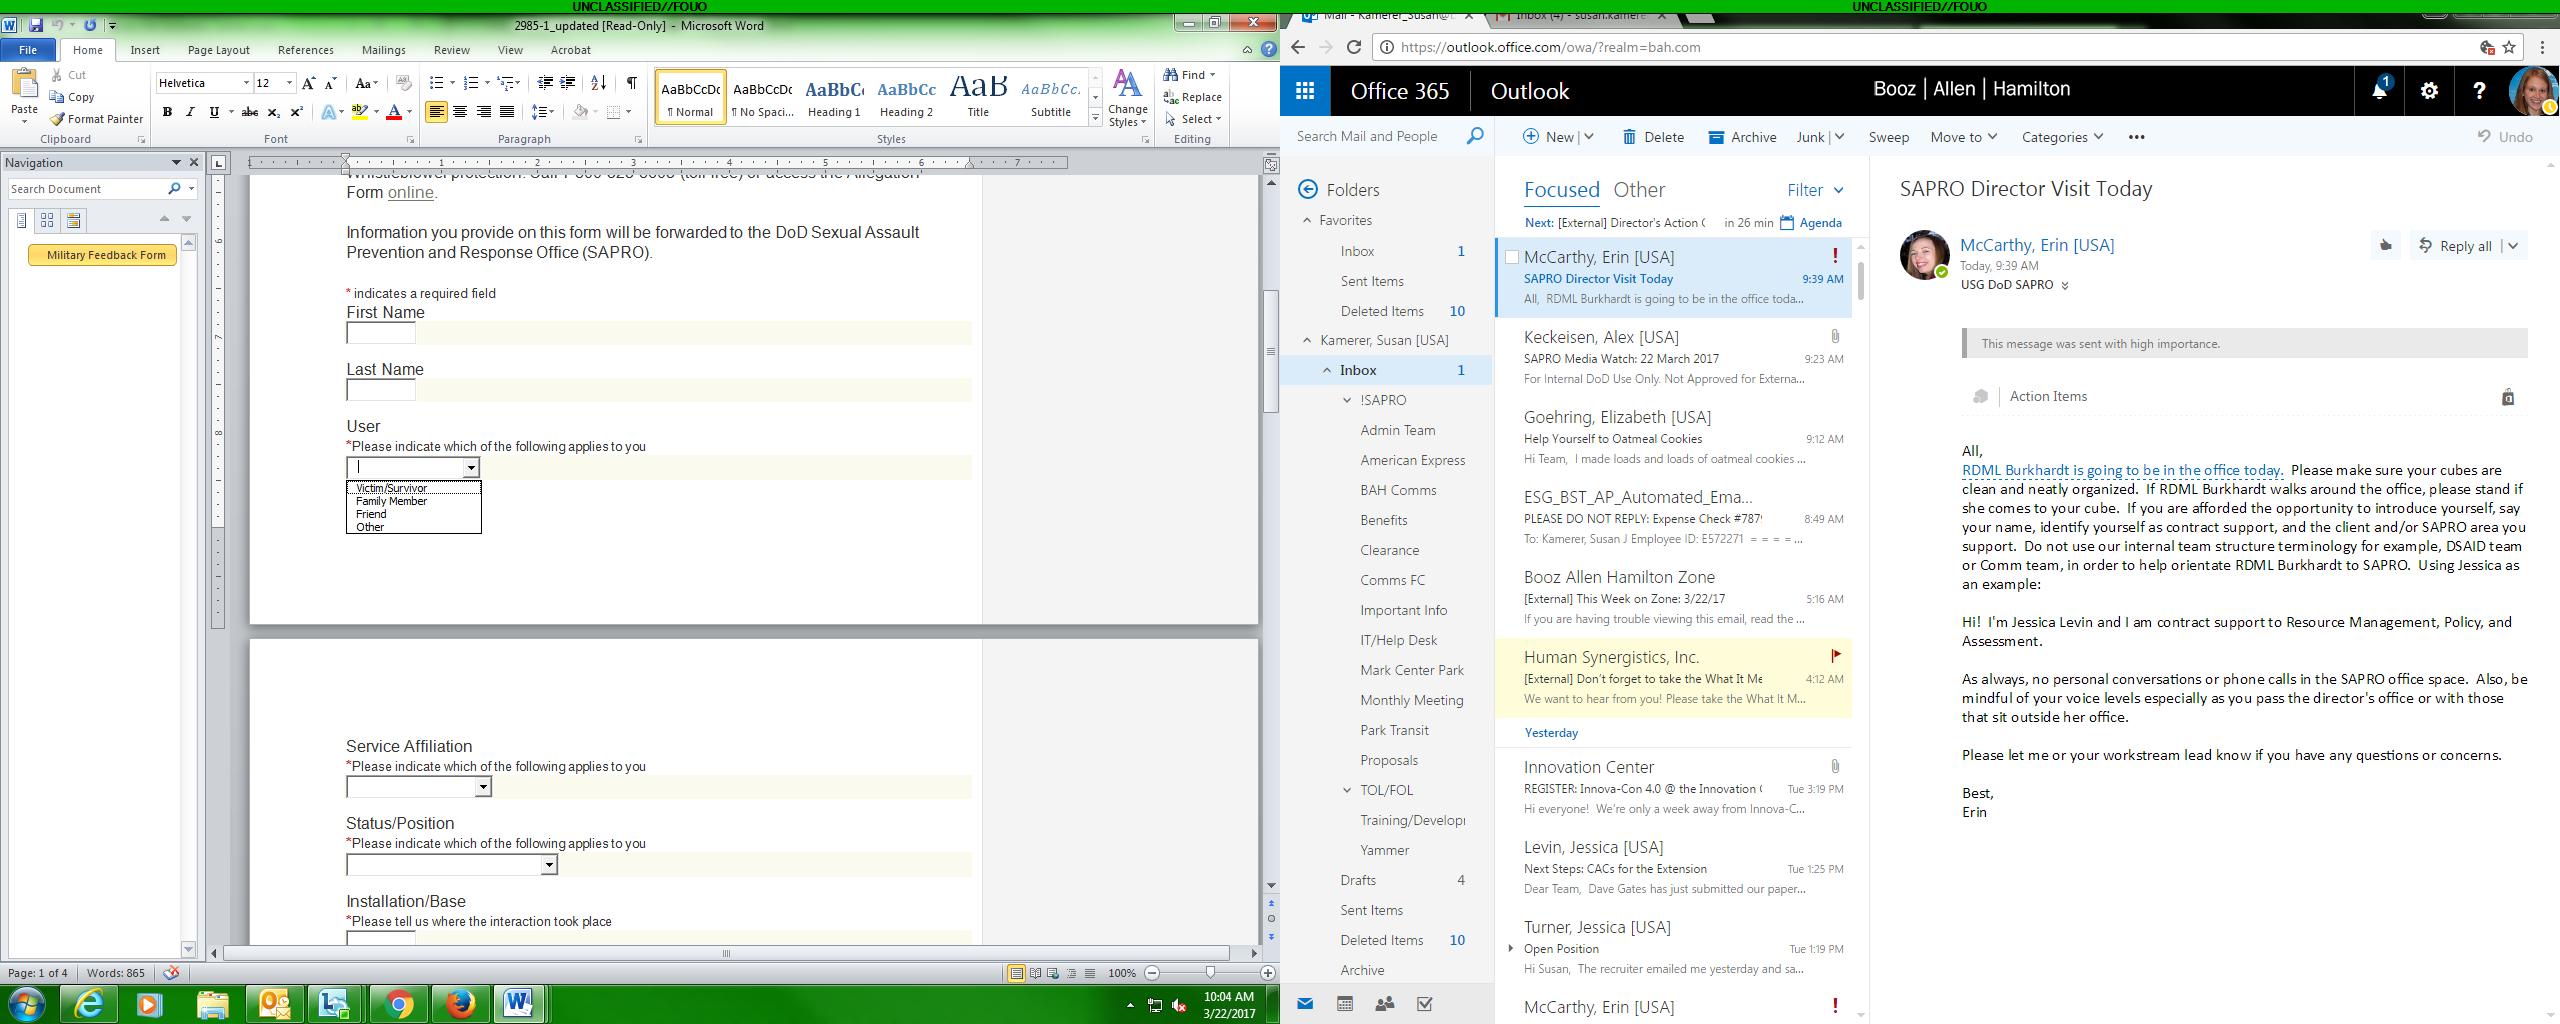 UNCLASSIFIED//FOUO
2985-1_updated [Read-Only] - Microsoft Word
File Home Insert Page Layout References Mailings Review View Acrobat
Paste
Cut
Copy
Format Painter
Clipboard
Helvetica 12
Font
Paragraph
AaBbCcDc AaBbCcDc AaBbC AaBbCc AaB AaBbCc.
¶ Normal ¶ No Spaci... Heading 1 Heading 2 Title Subtitle
Change Styles
Styles
Find
Replace
Select
Editing
Navigation
Search Document
Military Feedback Form
Form online.
Information you provide on this form will be forwarded to the DoD Sexual Assault
Prevention and Response Office (SAPRO).
* indicates a required field
First Name
Last Name
User
*Please indicate which of the following applies to you
Victim/Survivor
Family Member
Friend
Other
Service Affiliation
*Please indicate which of the following applies to you
Status/Position
*Please indicate which of the following applies to you
Installation/Base
*Please tell us where the interaction took place
Page: 1 of 4 Words: 865
100%
10:04 AM
3/22/2017
UNCLASSIFIED//FOUO
Mail - Kamerer_Susan@
Inbox (4) - susan.kamere
https://outlook.office.com/owa/?realm=bah.com
Office 365 Outlook
Booz | Allen | Hamilton
1
?
Search Mail and People
New Delete Archive Junk Sweep Move to Categories ••• Undo
Folders
Favorites
Inbox 1
Sent Items
Deleted Items 10
Kamerer, Susan [USA]
Inbox 1
!SAPRO
Admin Team
American Express
BAH Comms
Benefits
Clearance
Comms FC
Important Info
IT/Help Desk
Mark Center Park
Monthly Meeting
Park Transit
Proposals
TOL/FOL
Training/Develop
Yammer
Drafts 4
Sent Items
Deleted Items 10
Archive
Focused Other Filter
Next: [External] Director's Action in 26 min Agenda
McCarthy, Erin [USA] !
SAPRO Director Visit Today 9:39 AM
All, RDML Burkhardt is going to be in the office toda...
Keckeisen, Alex [USA]
SAPRO Media Watch: 22 March 2017 9:23 AM
For Internal DoD Use Only. Not Approved for Externa...
Goehring, Elizabeth [USA]
Help Yourself to Oatmeal Cookies 9:12 AM
Hi Team, I made loads and loads of oatmeal cookies ...
ESG_BST_AP_Automated_Ema...
PLEASE DO NOT REPLY: Expense Check #787 8:49 AM
To: Kamerer, Susan J Employee ID: E572271 = = = = ...
Booz Allen Hamilton Zone
[External] This Week on Zone: 3/22/17 5:16 AM
If you are having trouble viewing this email, read the ...
Human Synergistics, Inc.
[External] Don't forget to take the What It Me 4:12 AM
We want to hear from you! Please take the What It M...
Yesterday
Innovation Center
REGISTER: Innova-Con 4.0 @ the Innovation Tue 3:19 PM
Hi everyone! We're only a week away from Innova-C...
Levin, Jessica [USA]
Next Steps: CACs for the Extension Tue 1:25 PM
Dear Team, Dave Gates has just submitted our paper...
Turner, Jessica [USA]
Open Position Tue 1:19 PM
Hi Susan, The recruiter emailed me yesterday and sa...
McCarthy, Erin [USA] !
SAPRO Director Visit Today
McCarthy, Erin [USA]
Today, 9:39 AM
USG DoD SAPRO
Reply all
This message was sent with high importance.
Action Items
All,
RDML Burkhardt is going to be in the office today. Please make sure your cubes are
clean and neatly organized. If RDML Burkhardt walks around the office, please stand if
she comes to your cube. If you are afforded the opportunity to introduce yourself, say
your name, identify yourself as contract support, and the client and/or SAPRO area you
support. Do not use our internal team structure terminology for example, DSAID team
or Comm team, in order to help orientate RDML Burkhardt to SAPRO. Using Jessica as
an example:
Hi! I'm Jessica Levin and I am contract support to Resource Management, Policy, and
Assessment.
As always, no personal conversations or phone calls in the SAPRO office space. Also, be
mindful of your voice levels especially as you pass the director's office or with those
that sit outside her office.
Please let me or your workstream lead know if you have any questions or concerns.
Best,
Erin